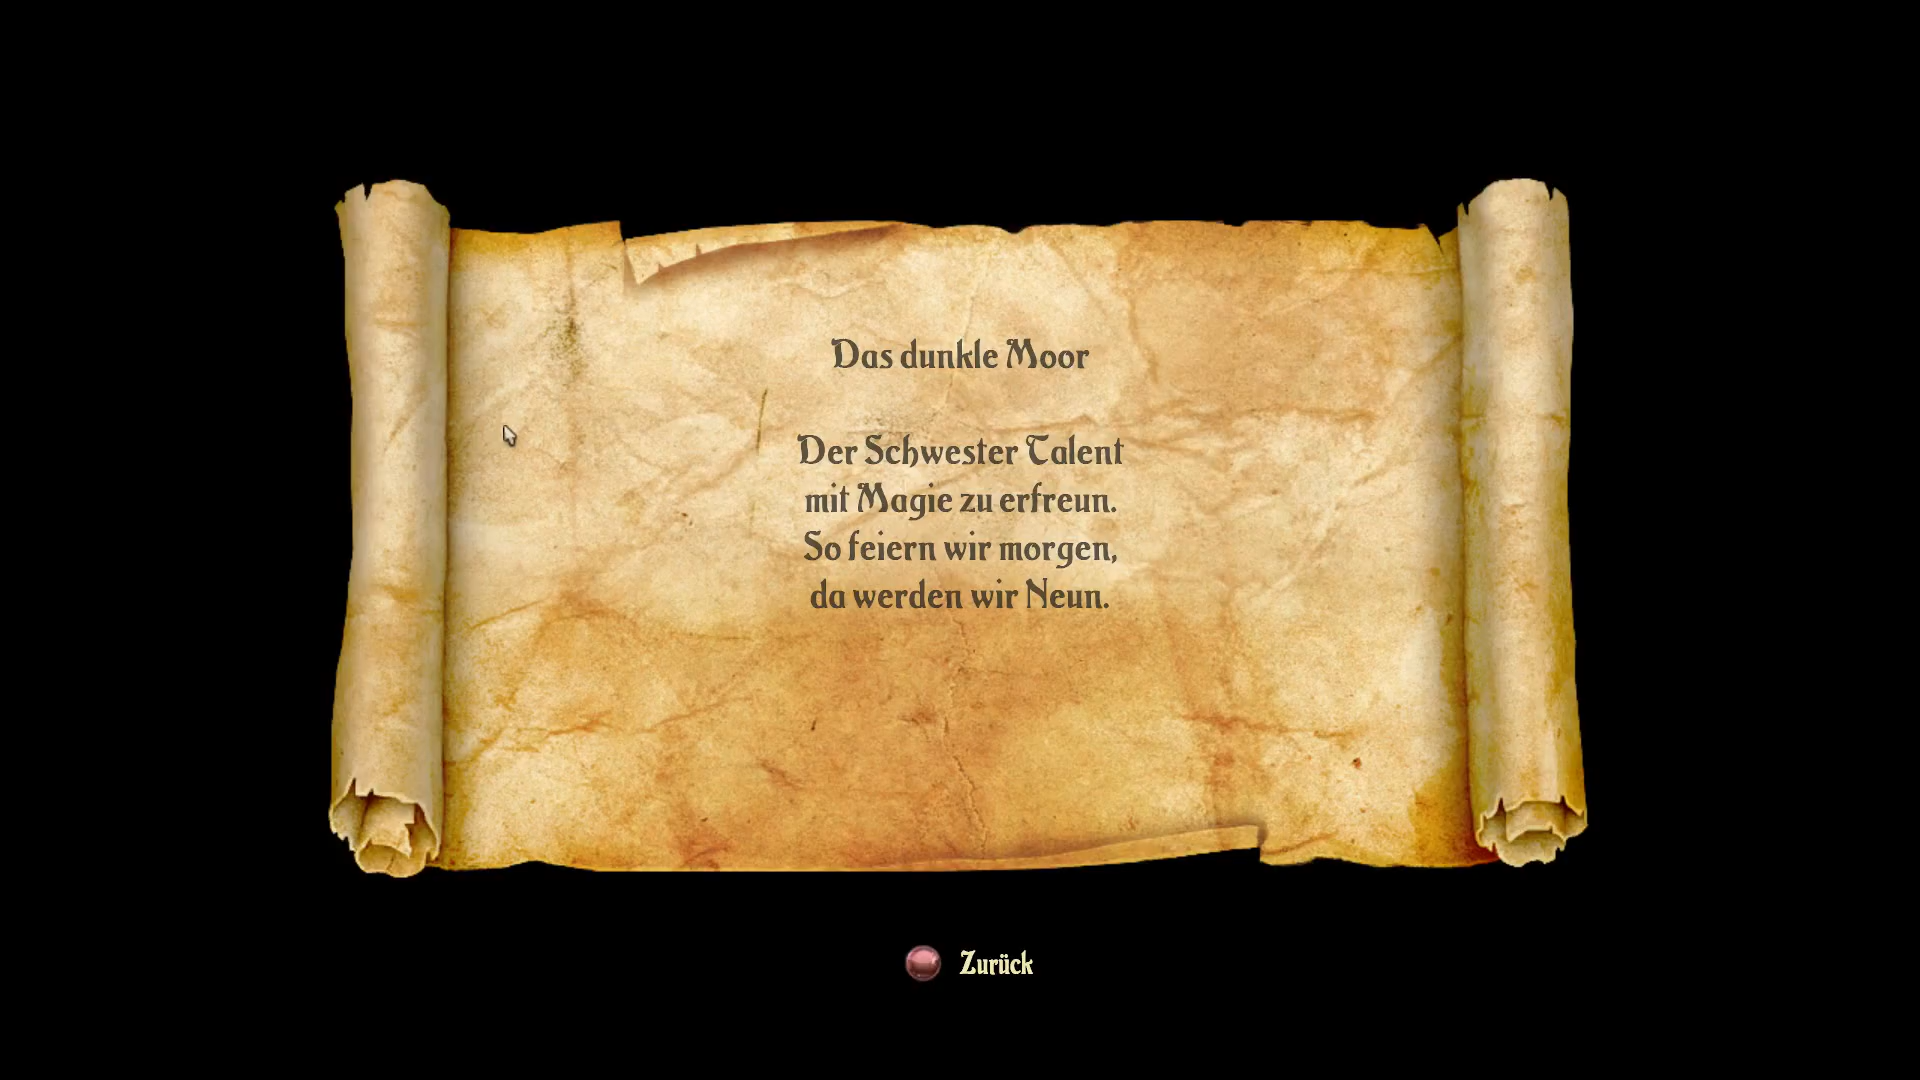 Das dunkle Moor
Der Schwester Talent
mit Magie zu erfreun.
So feiern wir morgen,
da werden wir Neun.
Zurück